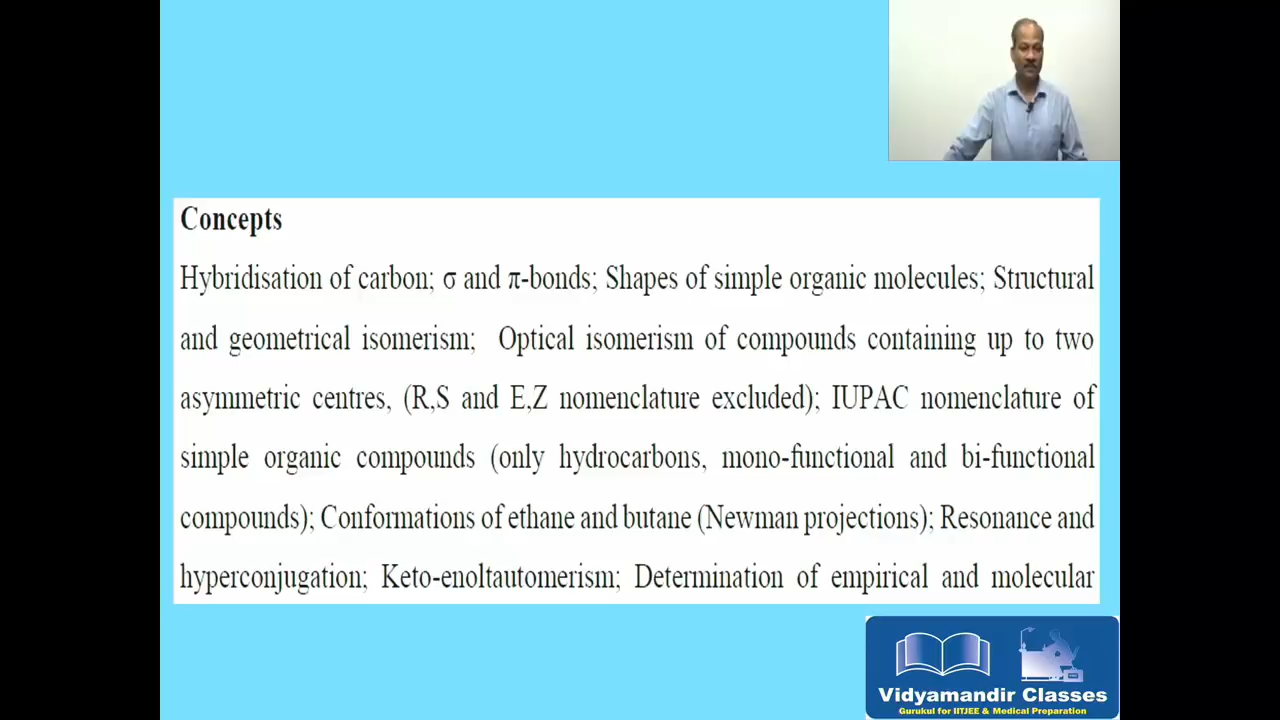 Concepts
Hybridisation of carbon; σ and π-bonds; Shapes of simple organic molecules; Structural
and geometrical isomerism; Optical isomerism of compounds containing up to two
asymmetric centres, (R,S and E,Z nomenclature excluded); IUPAC nomenclature of
simple organic compounds (only hydrocarbons, mono-functional and bi-functional
compounds); Conformations of ethane and butane (Newman projections); Resonance and
hyperconjugation; Keto-enoltautomerism; Determination of empirical and molecular
Vidyamandir Classes
Gurukul for IITJEE & Medical Preparation